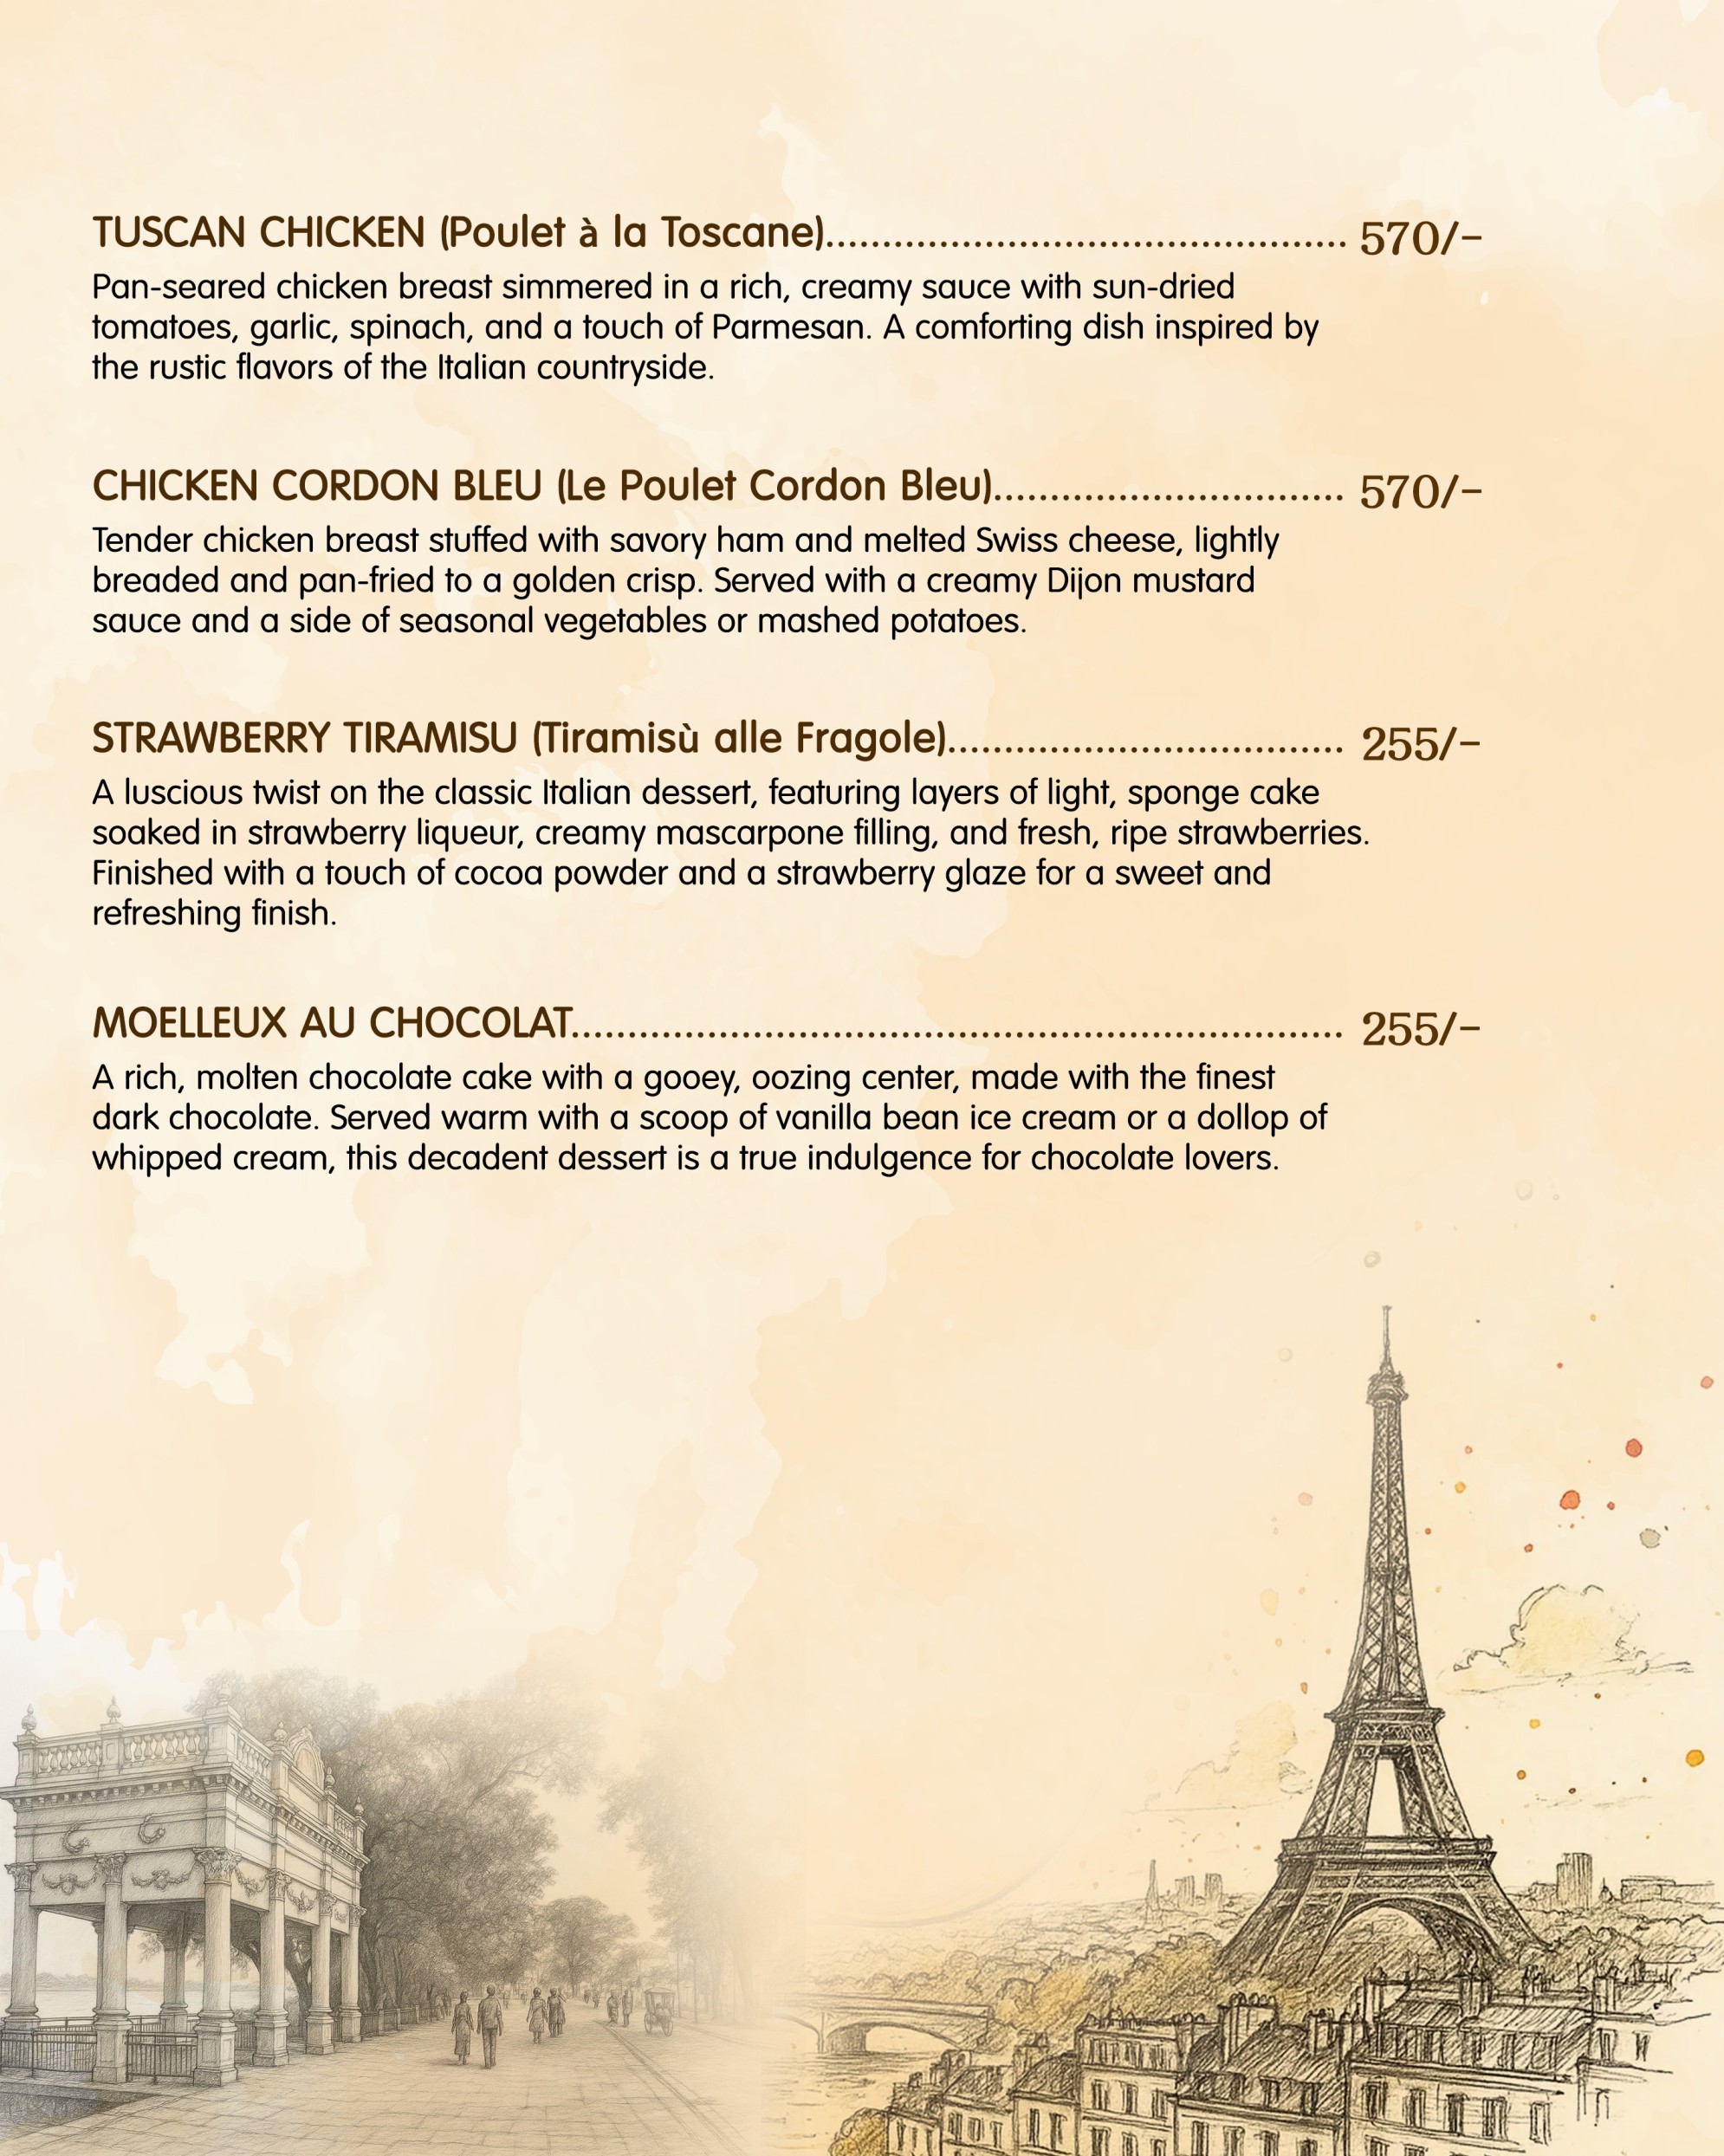 TUSCAN CHICKEN (Poulet à la Toscane).............................................. 570/-
Pan-seared chicken breast simmered in a rich, creamy sauce with sun-dried
tomatoes, garlic, spinach, and a touch of Parmesan. A comforting dish inspired by
the rustic flavors of the Italian countryside.
CHICKEN CORDON BLEU (Le Poulet Cordon Bleu)............................... 570/-
Tender chicken breast stuffed with savory ham and melted Swiss cheese, lightly
breaded and pan-fried to a golden crisp. Served with a creamy Dijon mustard
sauce and a side of seasonal vegetables or mashed potatoes.
STRAWBERRY TIRAMISU (Tiramisù alle Fragole)................................... 255/-
A luscious twist on the classic Italian dessert, featuring layers of light, sponge cake
soaked in strawberry liqueur, creamy mascarpone filling, and fresh, ripe strawberries.
Finished with a touch of cocoa powder and a strawberry glaze for a sweet and
refreshing finish.
MOELLEUX AU CHOCOLAT.................................................................... 255/-
A rich, molten chocolate cake with a gooey, oozing center, made with the finest
dark chocolate. Served warm with a scoop of vanilla bean ice cream or a dollop of
whipped cream, this decadent dessert is a true indulgence for chocolate lovers.